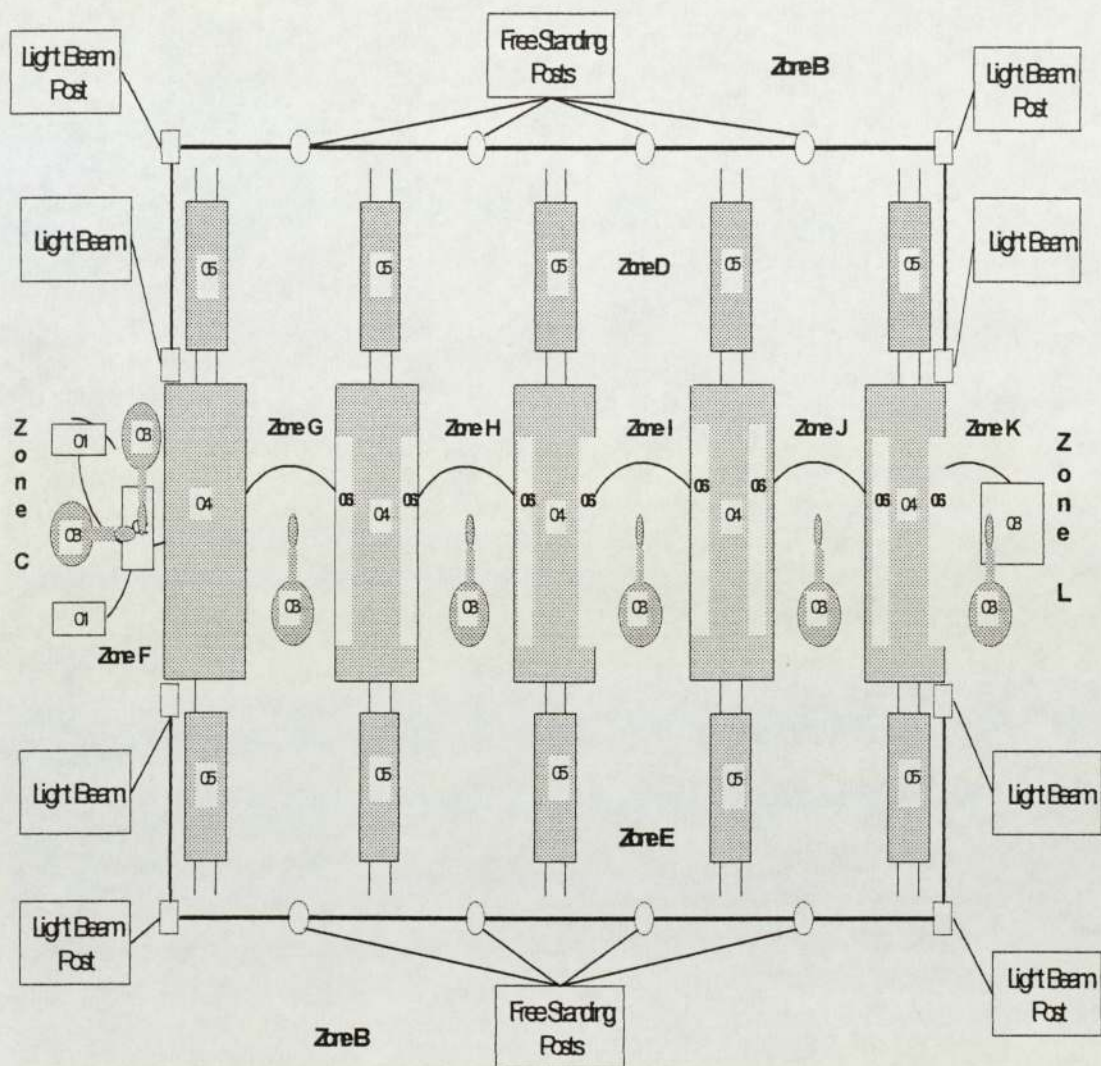 Free Standing
Posts
Zone B
Light Beam
Post
Light Beam
Post
Light Beam
Light Beam
05
05
05
Zone D
05
05
Zone C
01
03
Zone G
Zone H
Zone I
Zone J
Zone K
Zone L
03
04
06
04
06
06
04
06
06
04
06
06
04
06
01
03
03
03
03
03
Zone F
05
05
05
05
05
Light Beam
Light Beam
Zone E
Light Beam
Post
Light Beam
Post
Free Standing
Posts
Zone B